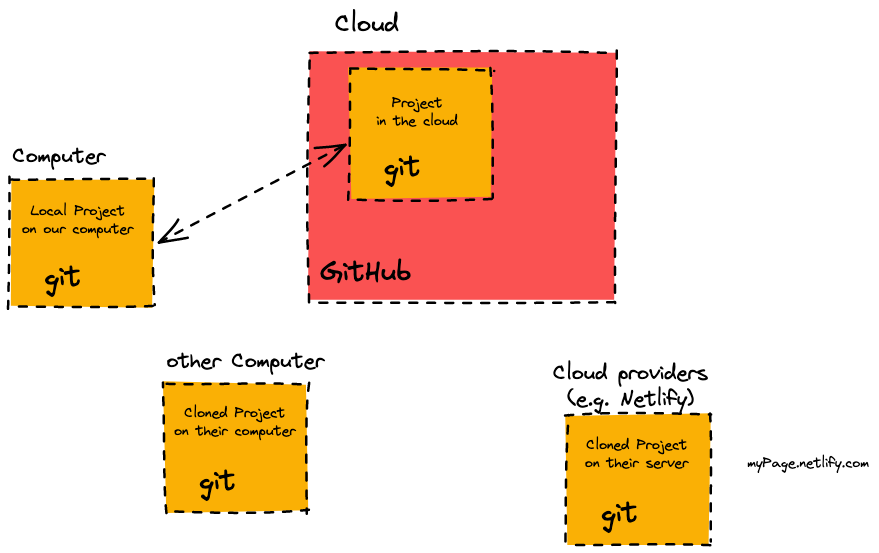 Cloud
Project
in the cloud
git
GitHub
Computer
Local Project
on our computer
git
other Computer
Cloned Project
on their computer
git
Cloud providers
(e.g. Netlify)
Cloned Project
on their server
git
myPage.netlify.com